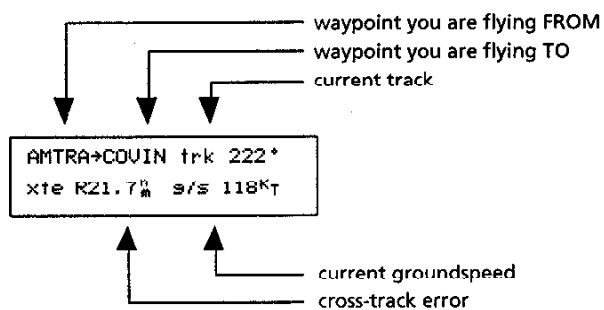 waypoint you are flying FROM
waypoint you are flying TO
current track
AMTRA→COVIN trk 222°
xte R21.7nm g/s 118KT
current groundspeed
cross-track error